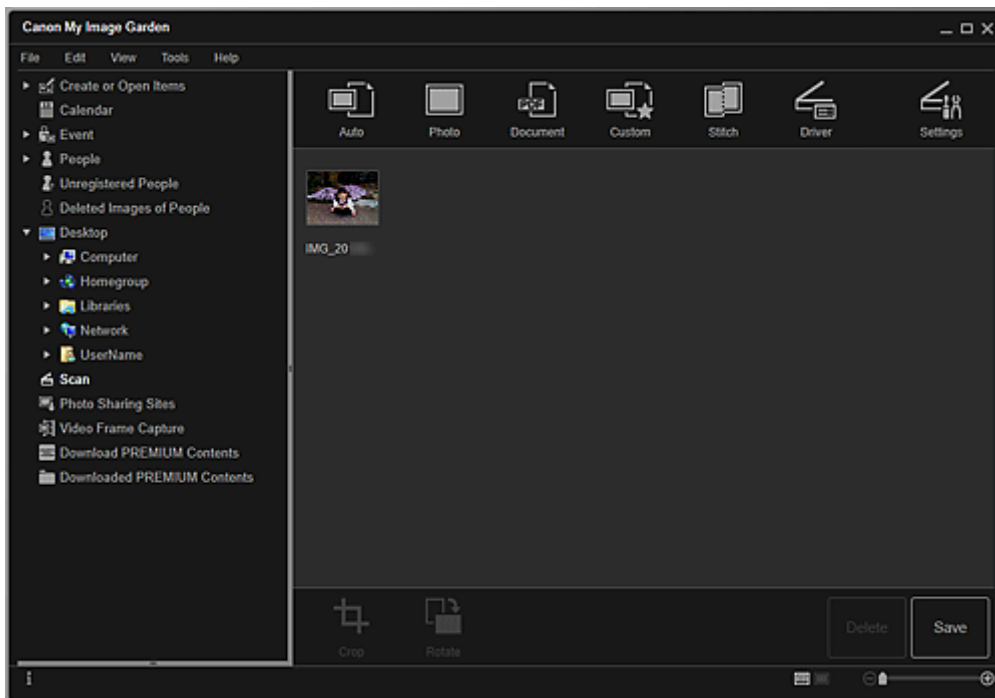 Canon My Image Garden
File Edit View Tools Help
Create or Open Items
Calendar
Event
People
Unregistered People
Deleted Images of People
Desktop
Computer
Homegroup
Libraries
Network
UserName
Scan
Photo Sharing Sites
Video Frame Capture
Download PREMIUM Contents
Downloaded PREMIUM Contents
Auto Photo PDF Document Custom Stitch Driver Settings
IMG_20
Crop Rotate Delete Save